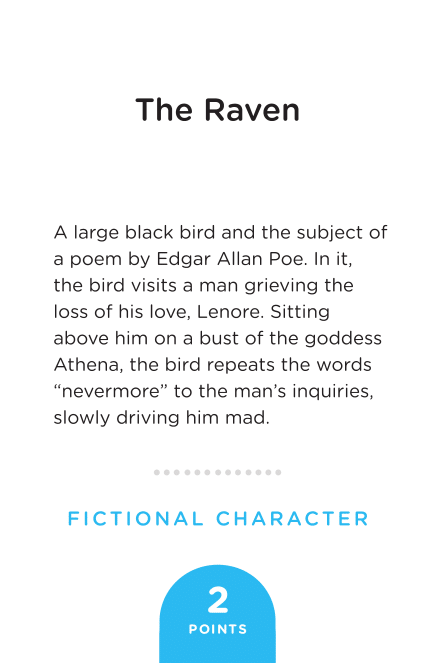 The Raven
A large black bird and the subject of
a poem by Edgar Allan Poe. In it,
the bird visits a man grieving the
loss of his love, Lenore. Sitting
above him on a bust of the goddess
Athena, the bird repeats the words
“nevermore” to the man’s inquiries,
slowly driving him mad.
FICTIONAL CHARACTER
2
POINTS